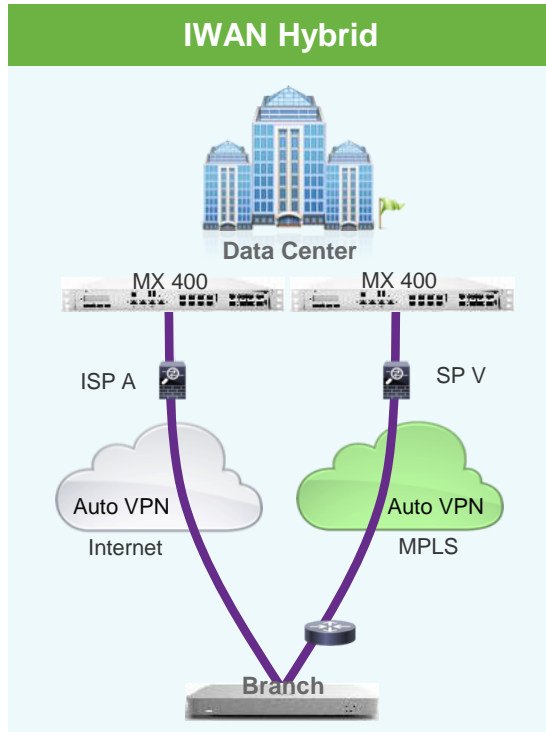 IWAN Hybrid
Data Center
MX 400
MX 400
ISP A
SP V
Auto VPN
Auto VPN
Internet
MPLS
Branch